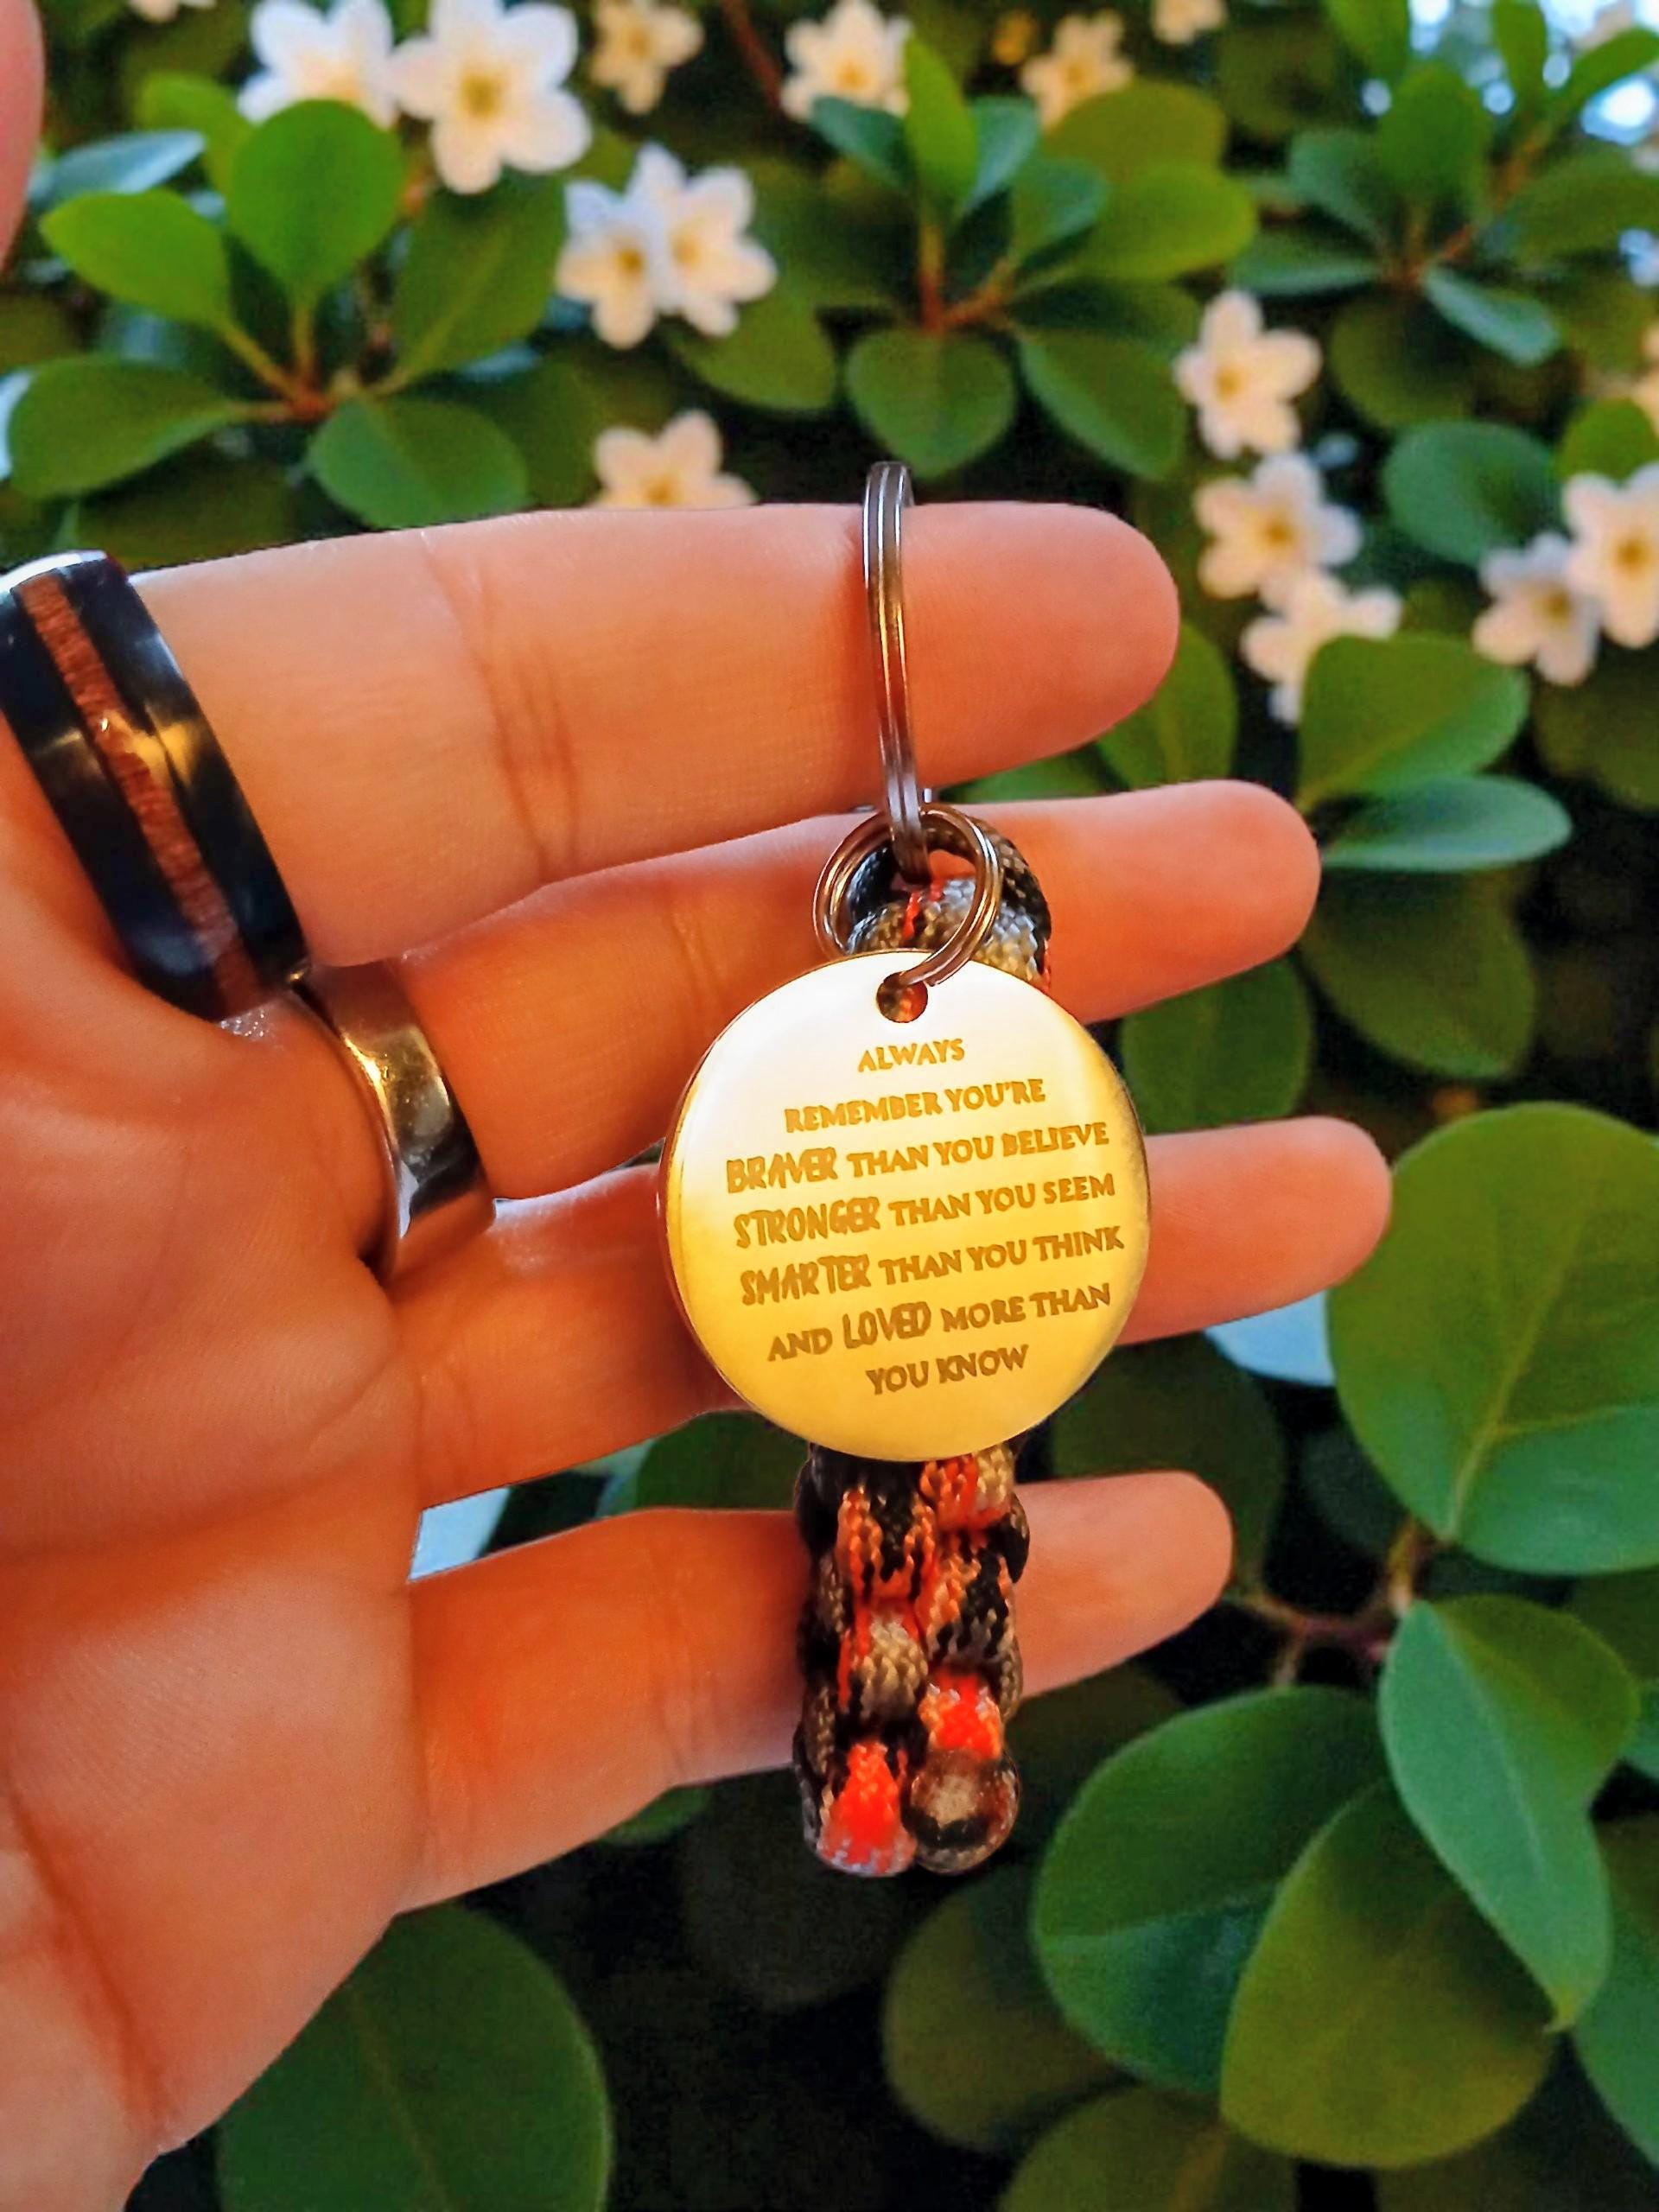 ALWAYS
REMEMBER YOU'RE
BRAVER THAN YOU BELIEVE
STRONGER THAN YOU SEEM
SMARTER THAN YOU THINK
AND LOVED MORE THAN
YOU KNOW